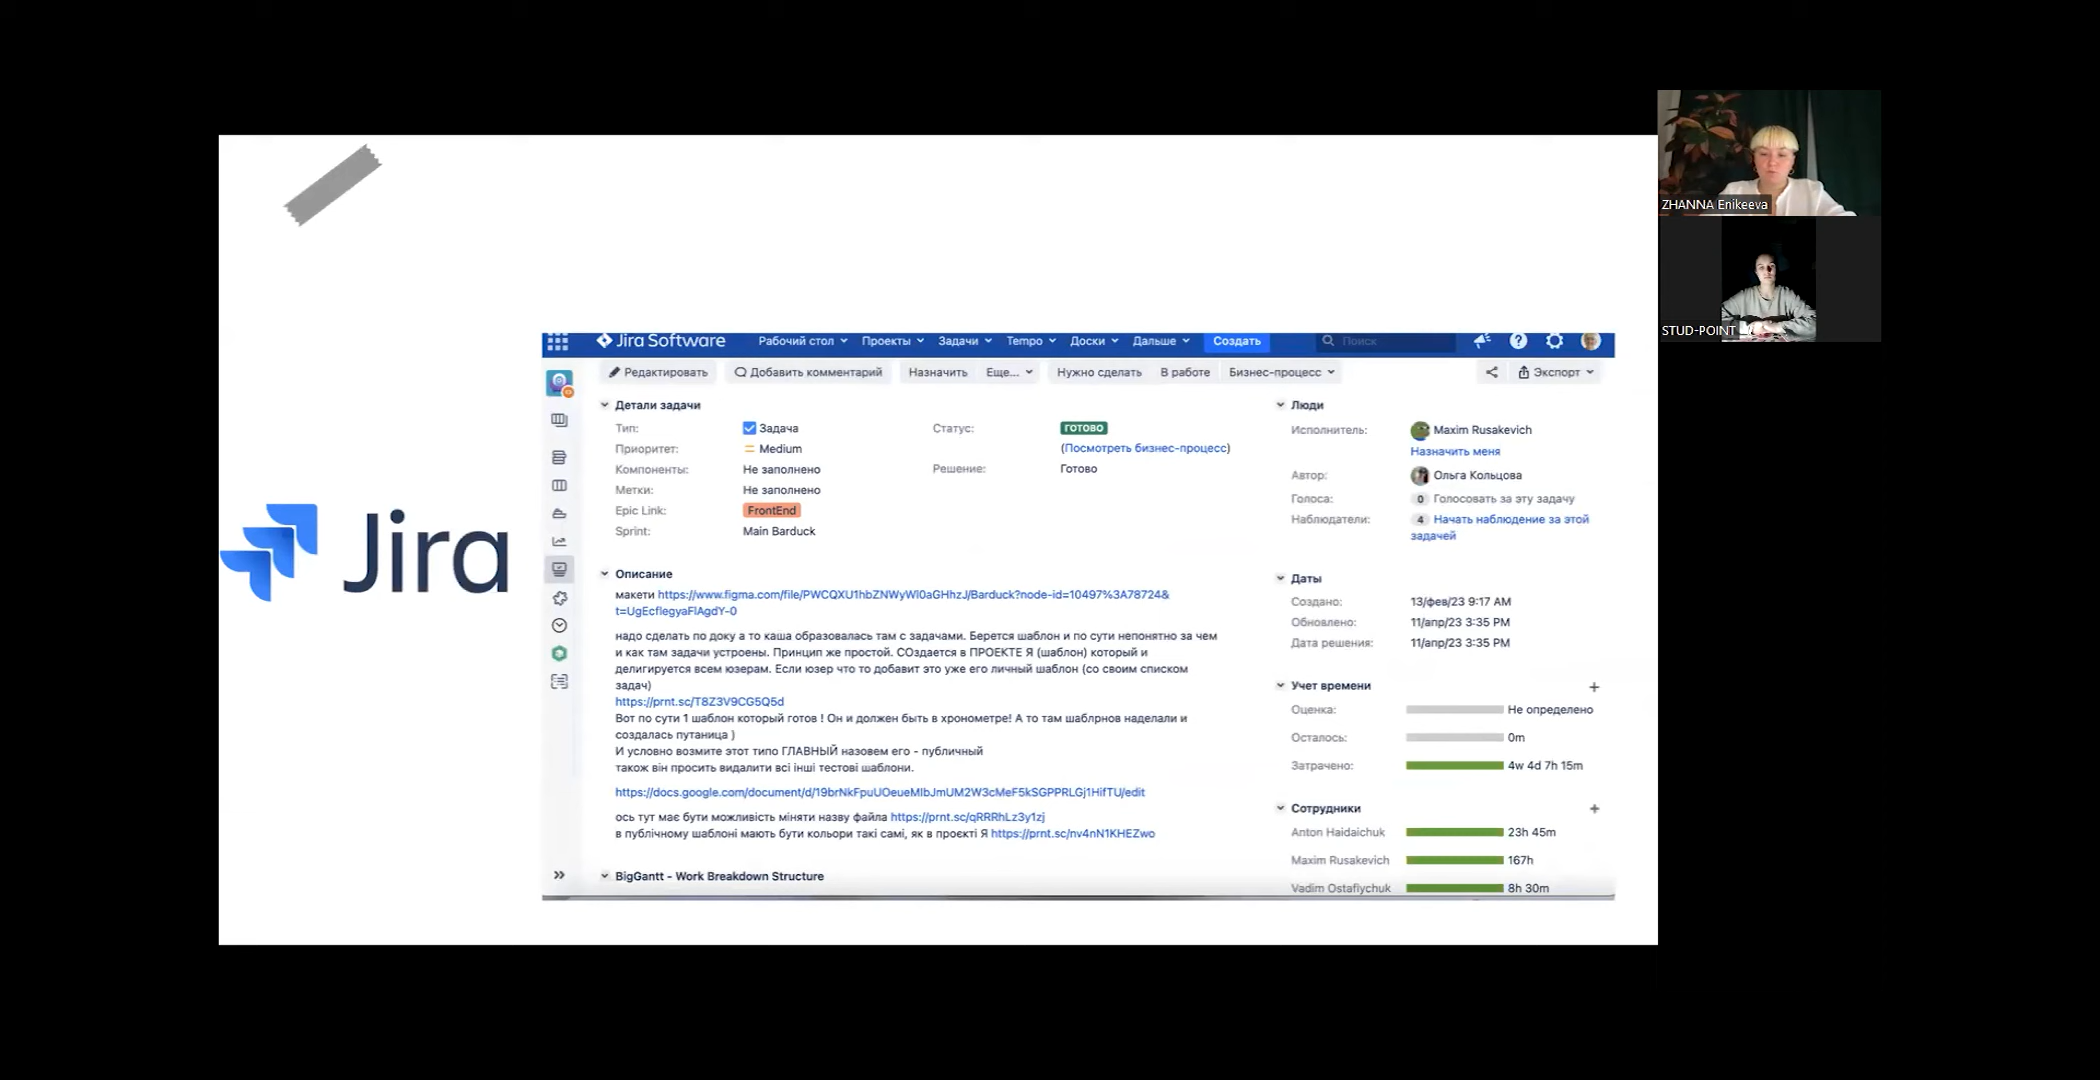 ZHANNA Enikeeva
STUD-POINT
Jira
Jira Software
Рабочий стол
Проекты
Задачи
Tempo
Доски
Дальше
Создать
Поиск
Редактировать
Добавить комментарий
Назначить
Еще...
Нужно сделать
В работе
Бизнес-процесс
Экспорт
Детали задачи
Тип: Задача
Приоритет: Medium
Компоненты: Не заполнено
Метки: Не заполнено
Epic Link: FrontEnd
Sprint: Main Barduck
Статус: ГОТОВО
(Посмотреть бизнес-процесс)
Решение: Готово
Описание
макети https://www.figma.com/file/PWCQXU1hbZNWyWl0aGHhzJ/Barduck?node-id=10497%3A78724&
t=UgEcflegyaFlAgdY-0
надо сделать по доку а то каша образовалась там с задачами. Берется шаблон и по сути непонятно за чем
и как там задачи устроены. Принцип же простой. СОздается в ПРОЕКТЕ Я (шаблон) который и
делигируется всем юзерам. Если юзер что то добавит это уже его личный шаблон (со своим списком
задач)
https://prnt.sc/T8Z3V9CG5Q5d
Вот по сути 1 шаблон который готов ! Он и должен быть в хронометре! А то там шаблрнов наделали и
создалась путаница )
И условно возмите этот типо ГЛАВНЫЙ назовем его - публичный
також він просить видалити всі інші тестові шаблони.
https://docs.google.com/document/d/19brNkFpuUOeueMlbJmUM2W3cMeF5kSGPPRLGj1HifTU/edit
ось тут має бути можливість міняти назву файла https://prnt.sc/qRRRhLz3y1zj
в публічному шаблоні мають бути кольори такі самі, як в проєкті Я https://prnt.sc/nv4nN1KHEZwo
BigGantt - Work Breakdown Structure
Люди
Исполнитель: Maxim Rusakevich
Назначить меня
Автор: Ольга Кольцова
Голоса: 0 Голосовать за эту задачу
Наблюдатели: 4 Начать наблюдение за этой
задачей
Даты
Создано: 13/фев/23 9:17 AM
Обновлено: 11/апр/23 3:35 PM
Дата решения: 11/апр/23 3:35 PM
Учет времени
Оценка: Не определено
Осталось: 0m
Затрачено: 4w 4d 7h 15m
Сотрудники
Anton Haidaichuk 23h 45m
Maxim Rusakevich 167h
Vadim Ostafiychuk 8h 30m